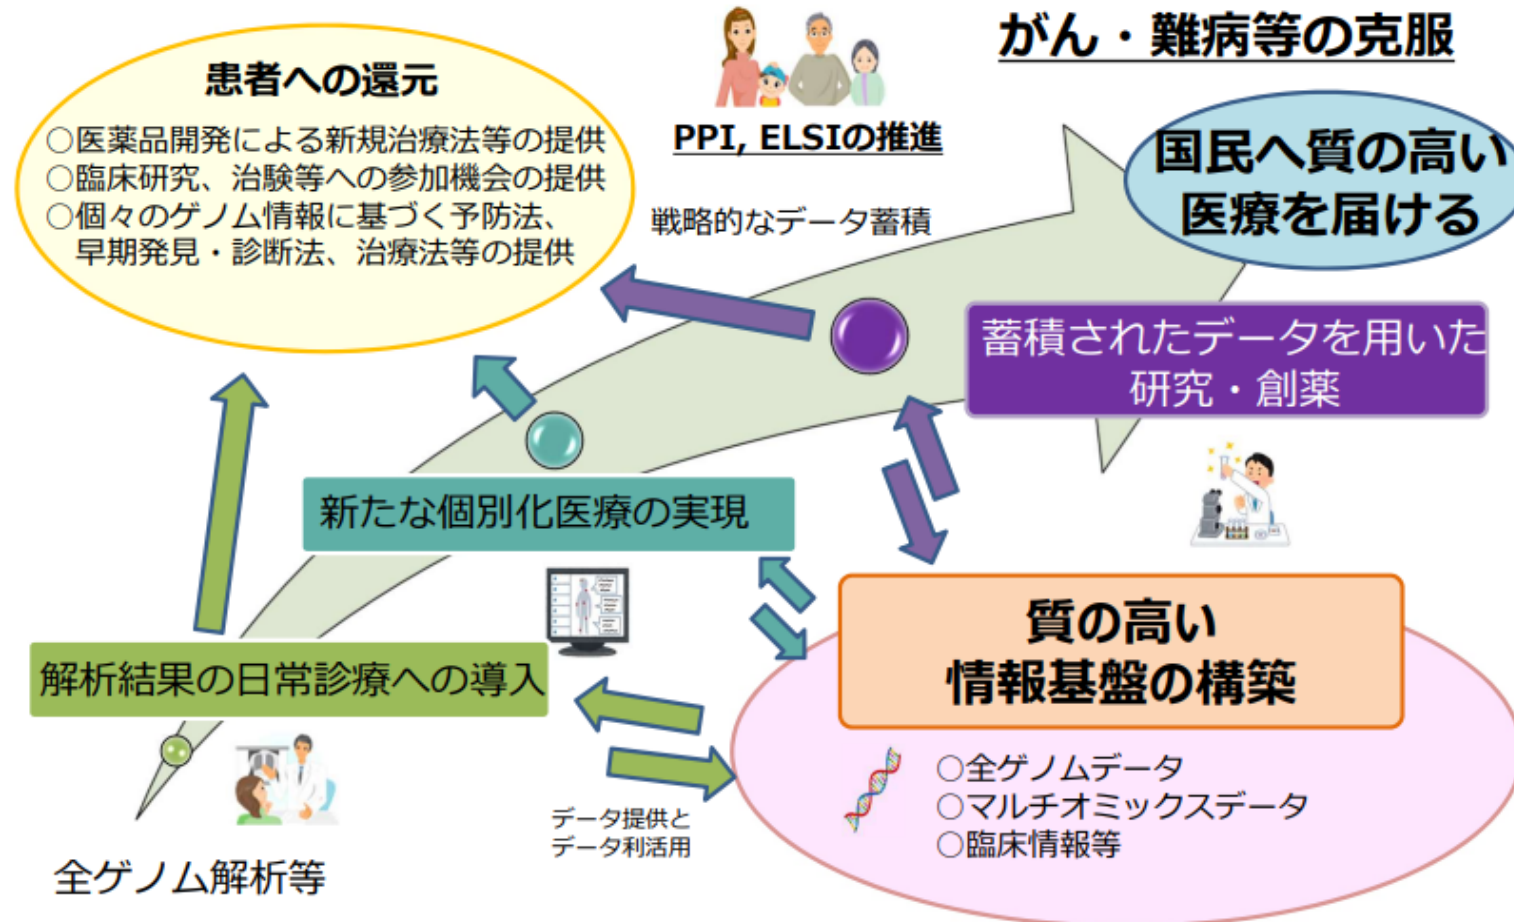 がん・難病等の克服
患者への還元
○医薬品開発による新規治療法等の提供
○臨床研究、治験等への参加機会の提供
○個々のゲノム情報に基づく予防法、
早期発見・診断法、治療法等の提供
PPI, ELSIの推進
国民へ質の高い
医療を届ける
戦略的なデータ蓄積
蓄積されたデータを用いた
研究・創薬
新たな個別化医療の実現
質の高い
情報基盤の構築
解析結果の日常診療への導入
○全ゲノムデータ
○マルチオミックスデータ
○臨床情報等
データ提供と
データ利活用
全ゲノム解析等